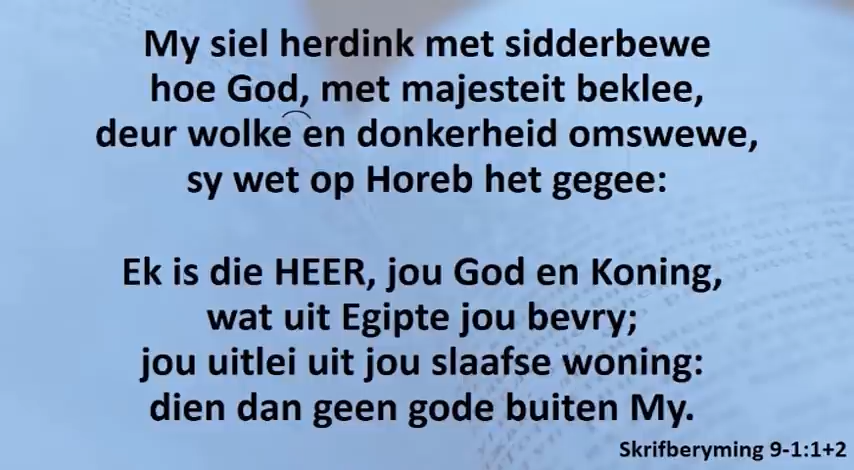 My siel herdink met sidderbewe
hoe God, met majesteit beklee,
deur wolke en donkerheid omswewe,
sy wet op Horeb het gegee:
Ek is die HEER, jou God en Koning,
wat uit Egipte jou bevry;
jou uitlei uit jou slaafse woning:
dien dan geen gode buiten My.
Skrifberyming 9-1:1+2